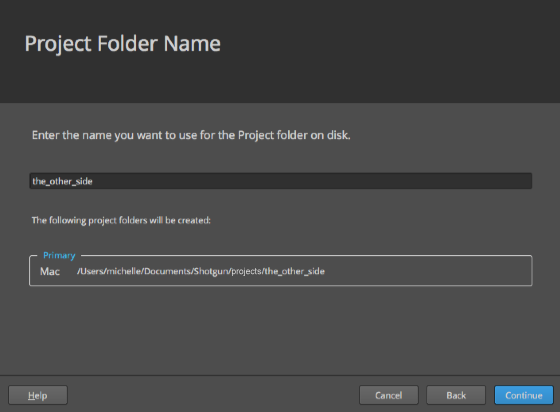 Project Folder Name
Enter the name you want to use for the Project folder on disk.
the_other_side
The following project folders will be created:
Primary
Mac /Users/michelle/Documents/Shotgun/projects/the_other_side
Help Cancel Back Continue